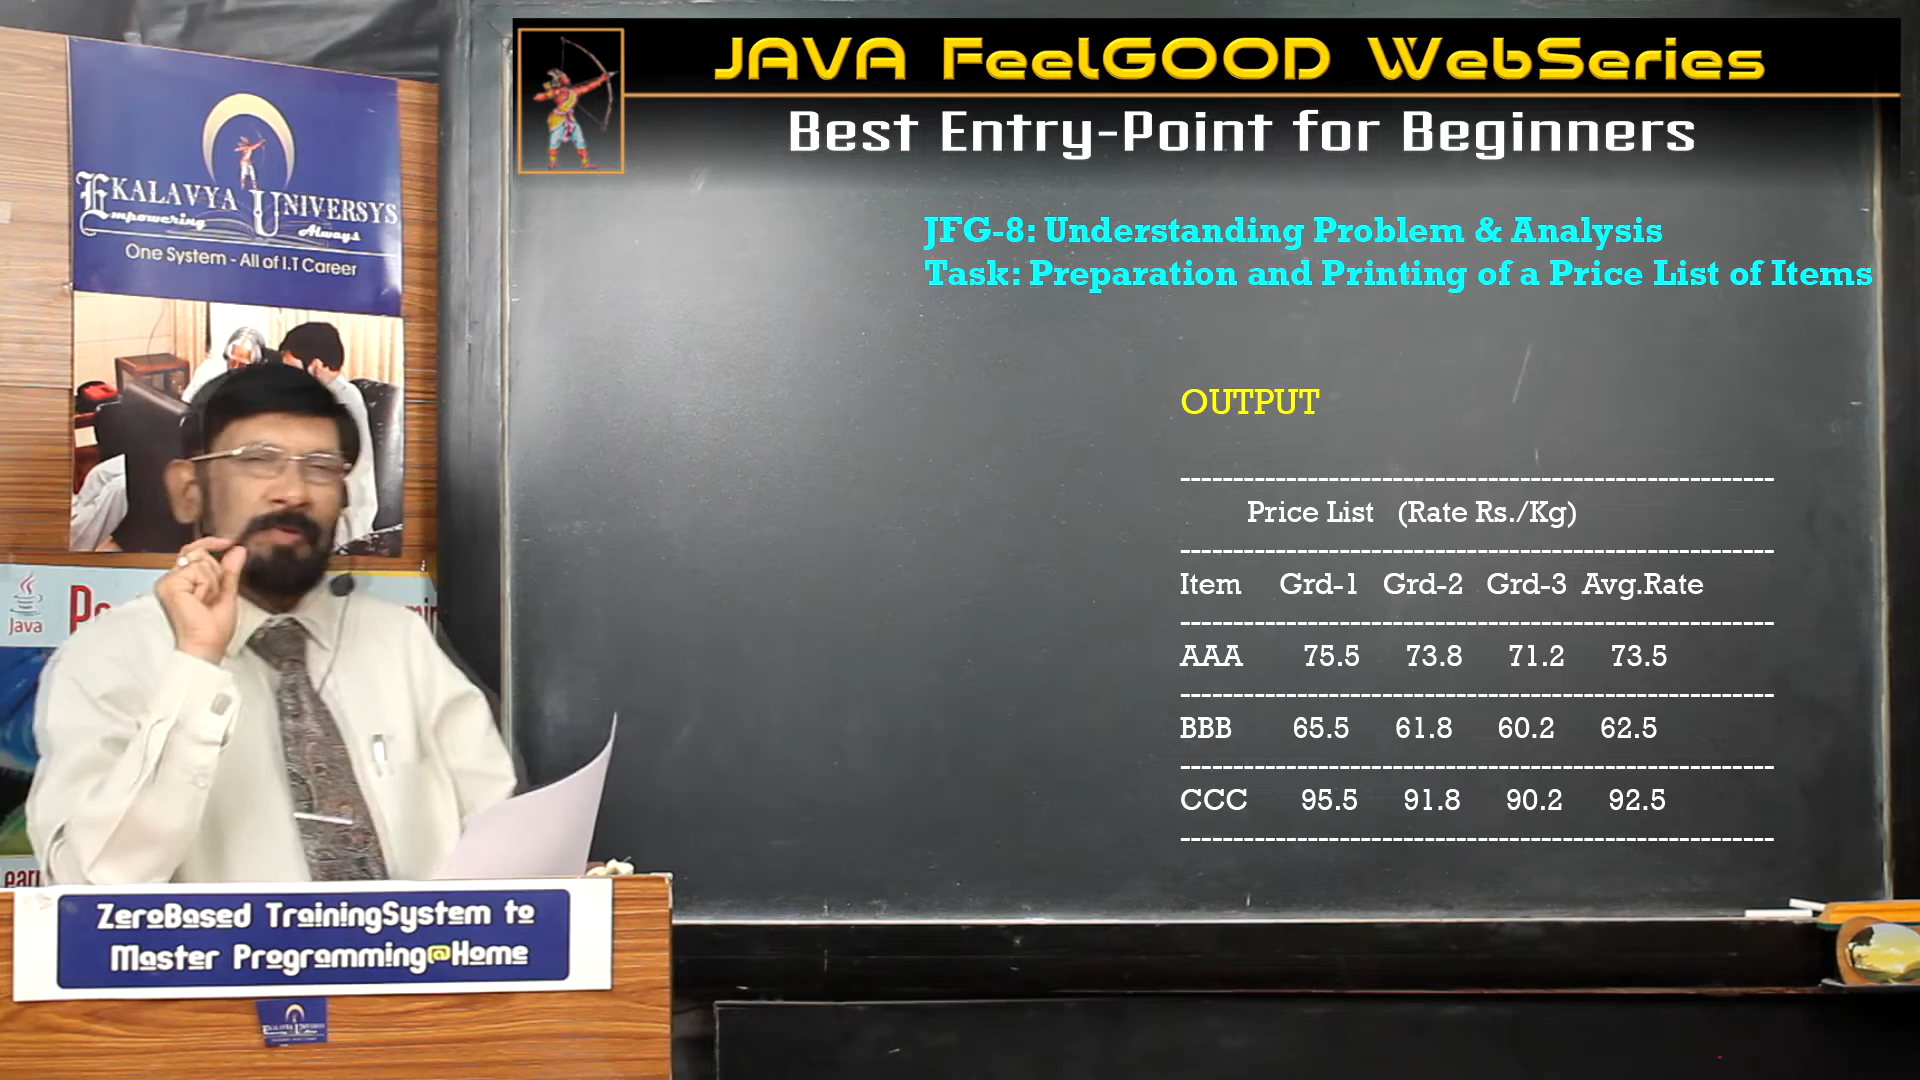 JAVA FeelGOOD WebSeries
Best Entry-Point for Beginners
EKALAVYA UNIVERSYS
Empowering Always
One System - All of I.T Career
JFG-8: Understanding Problem & Analysis
Task: Preparation and Printing of a Price List of Items
OUTPUT
Price List (Rate Rs./Kg)
Item Grd-1 Grd-2 Grd-3 Avg.Rate
AAA 75.5 73.8 71.2 73.5
BBB 65.5 61.8 60.2 62.5
CCC 95.5 91.8 90.2 92.5
Java
ZeroBased TrainingSystem to
Master Programming@Home